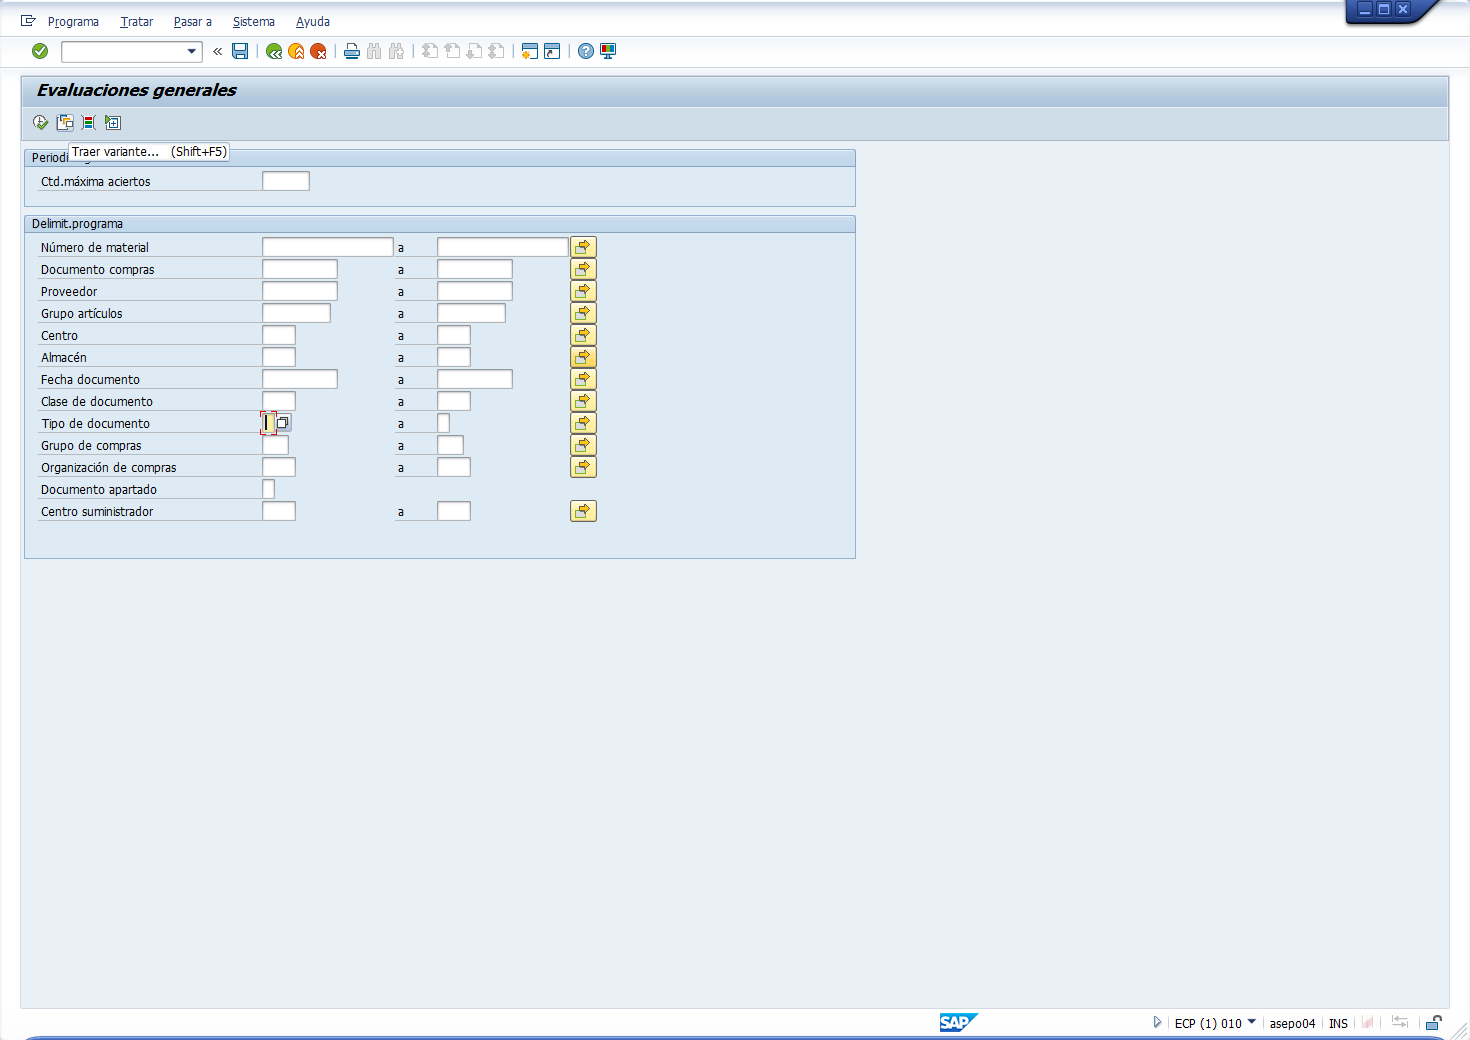 Programa Tratar Pasar a Sistema Ayuda
Evaluaciones generales
Traer variante... (Shift+F5)
Ctd.máxima aciertos
Delimit.programa
Número de material a
Documento compras a
Proveedor a
Grupo artículos a
Centro a
Almacén a
Fecha documento a
Clase de documento a
Tipo de documento a
Grupo de compras a
Organización de compras a
Documento apartado
Centro suministrador a
SAP ECP (1) 010 asepo04 INS